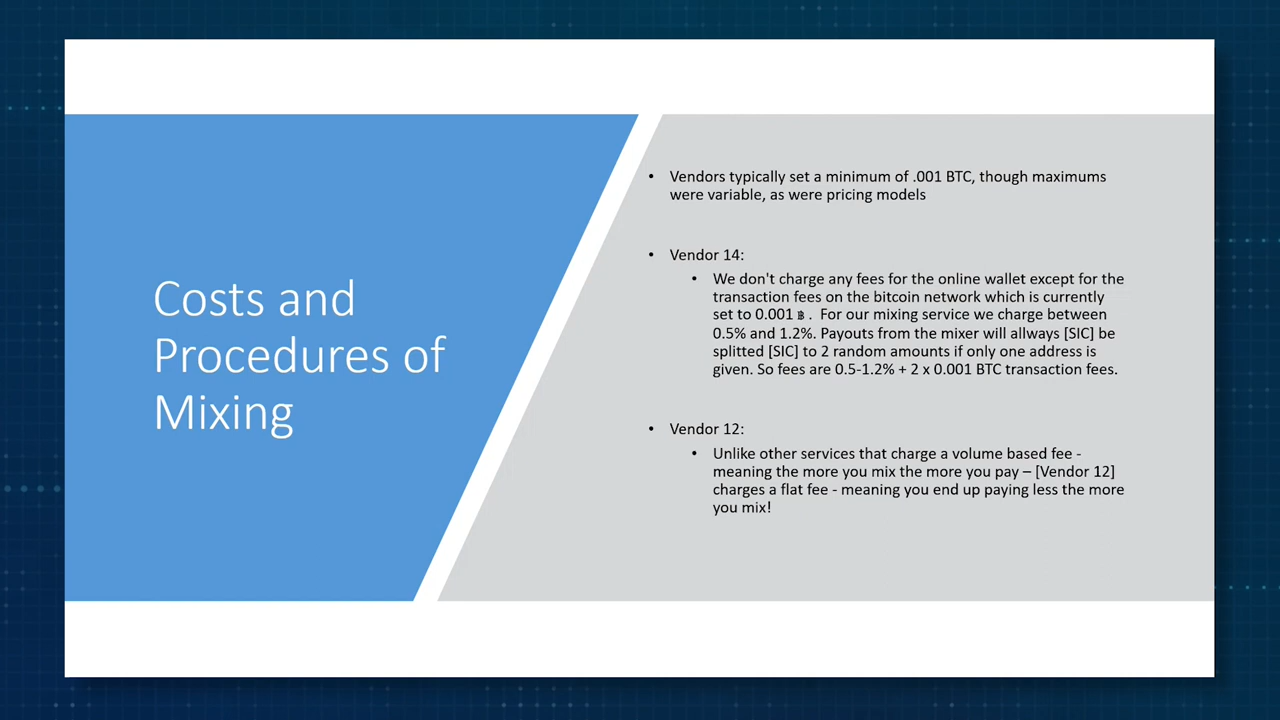 Costs and
Procedures of
Mixing
• Vendors typically set a minimum of .001 BTC, though maximums
were variable, as were pricing models
• Vendor 14:
• We don't charge any fees for the online wallet except for the
transaction fees on the bitcoin network which is currently
set to 0.001 ฿ .  For our mixing service we charge between
0.5% and 1.2%. Payouts from the mixer will allways [SIC] be
splitted [SIC] to 2 random amounts if only one address is
given. So fees are 0.5-1.2% + 2 x 0.001 BTC transaction fees.
• Vendor 12:
• Unlike other services that charge a volume based fee -
meaning the more you mix the more you pay – [Vendor 12]
charges a flat fee - meaning you end up paying less the more
you mix!